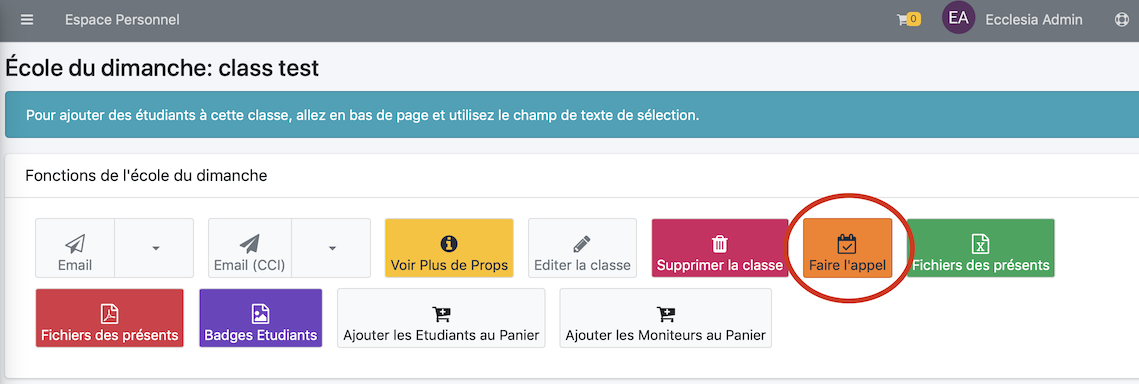 Espace Personnel
0
EA
Ecclesia Admin
École du dimanche: class test
Pour ajouter des étudiants à cette classe, allez en bas de page et utilisez le champ de texte de sélection.
Fonctions de l'école du dimanche
Email
Email (CCI)
Voir Plus de Props
Editer la classe
Supprimer la classe
Faire l'appel
Fichiers des présents
Fichiers des présents
Badges Etudiants
Ajouter les Etudiants au Panier
Ajouter les Moniteurs au Panier